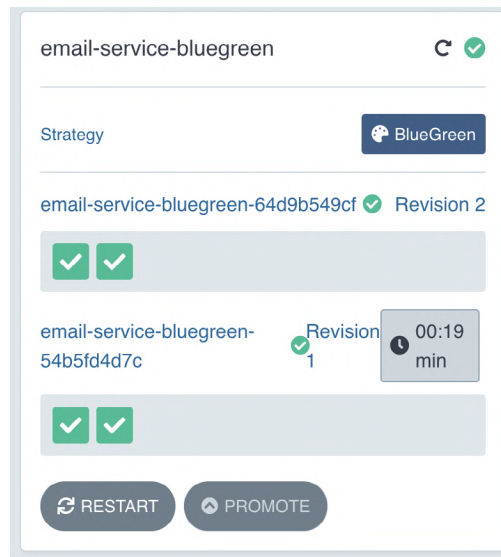 email-service-bluegreen
Strategy
BlueGreen
email-service-bluegreen-64d9b549cf Revision 2
email-service-bluegreen-
54b5fd4d7c
Revision
1
00:19
min
RESTART
PROMOTE